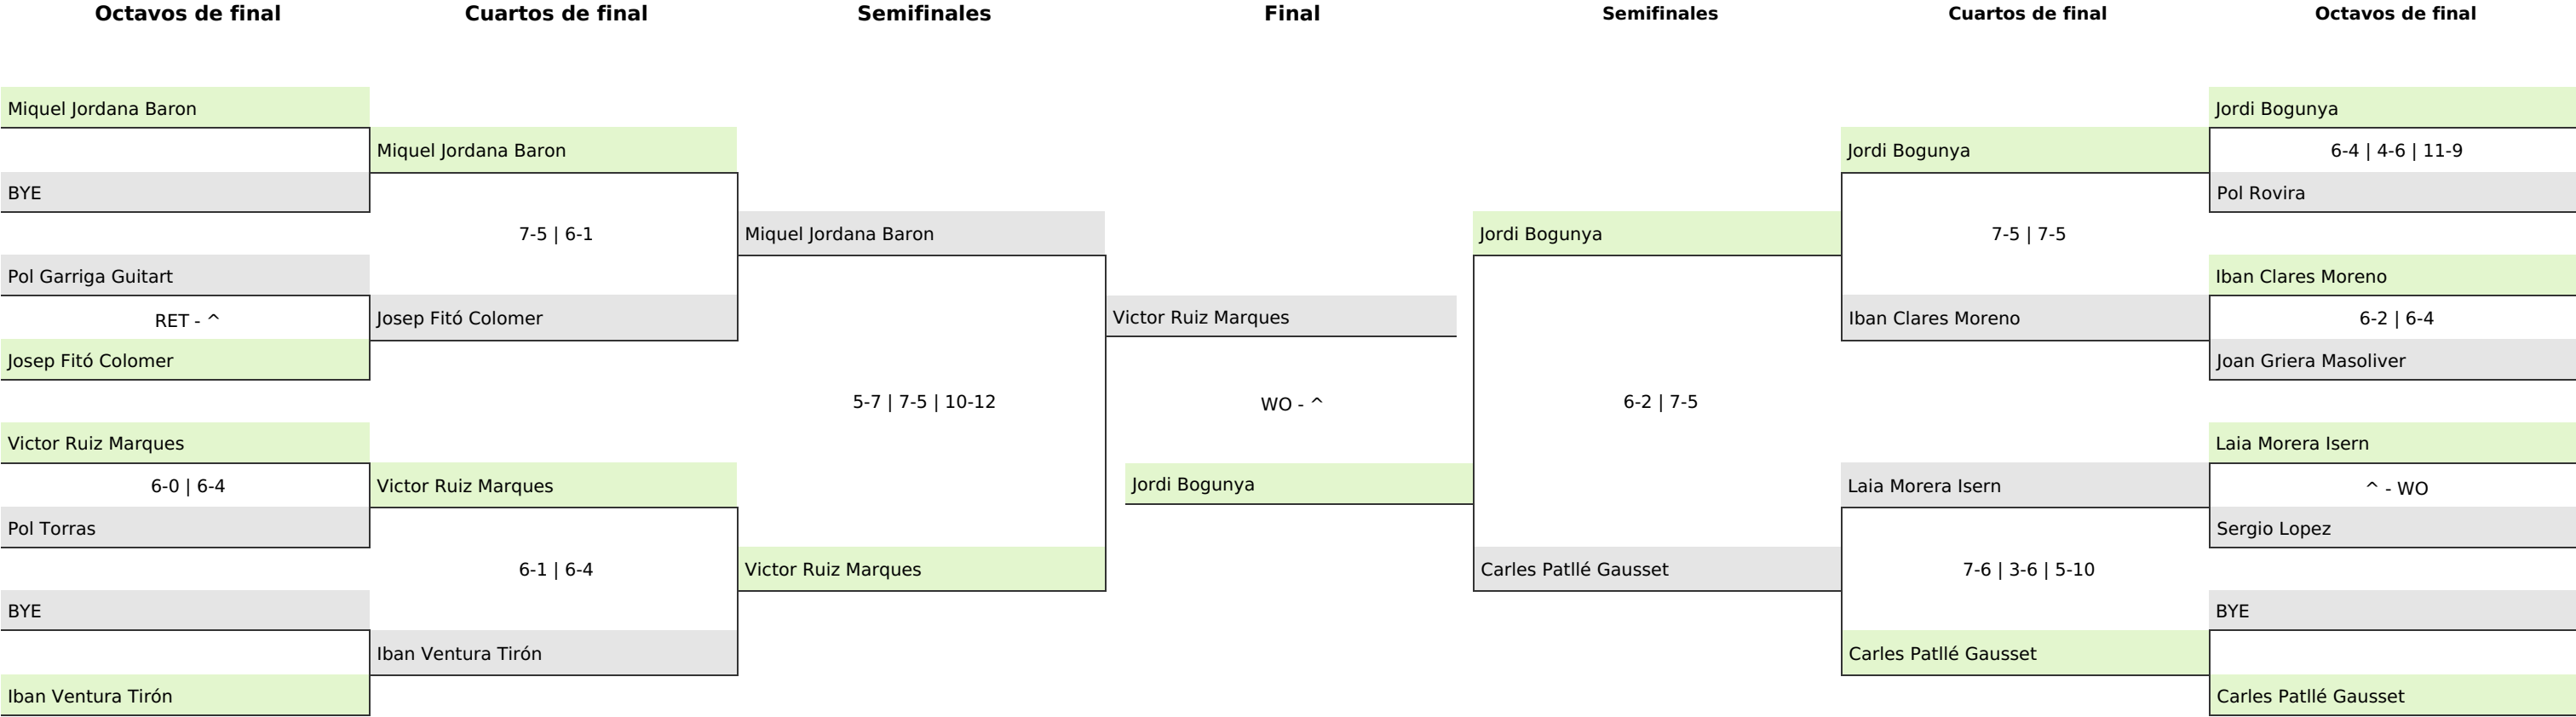 Octavos de final
Cuartos de final
Semifinales
Final
Semifinales
Cuartos de final
Octavos de final
Miquel Jordana Baron
BYE
Pol Garriga Guitart
RET - ^
Josep Fitó Colomer
Victor Ruiz Marques
6-0 | 6-4
Pol Torras
BYE
Iban Ventura Tirón
Miquel Jordana Baron
7-5 | 6-1
Josep Fitó Colomer
Victor Ruiz Marques
6-1 | 6-4
Iban Ventura Tirón
Miquel Jordana Baron
5-7 | 7-5 | 10-12
Victor Ruiz Marques
Victor Ruiz Marques
WO - ^
Jordi Bogunya
Jordi Bogunya
6-2 | 7-5
Carles Patllé Gausset
Jordi Bogunya
7-5 | 7-5
Iban Clares Moreno
Laia Morera Isern
7-6 | 3-6 | 5-10
Carles Patllé Gausset
Jordi Bogunya
6-4 | 4-6 | 11-9
Pol Rovira
Iban Clares Moreno
6-2 | 6-4
Joan Griera Masoliver
Laia Morera Isern
^ - WO
Sergio Lopez
BYE
Carles Patllé Gausset